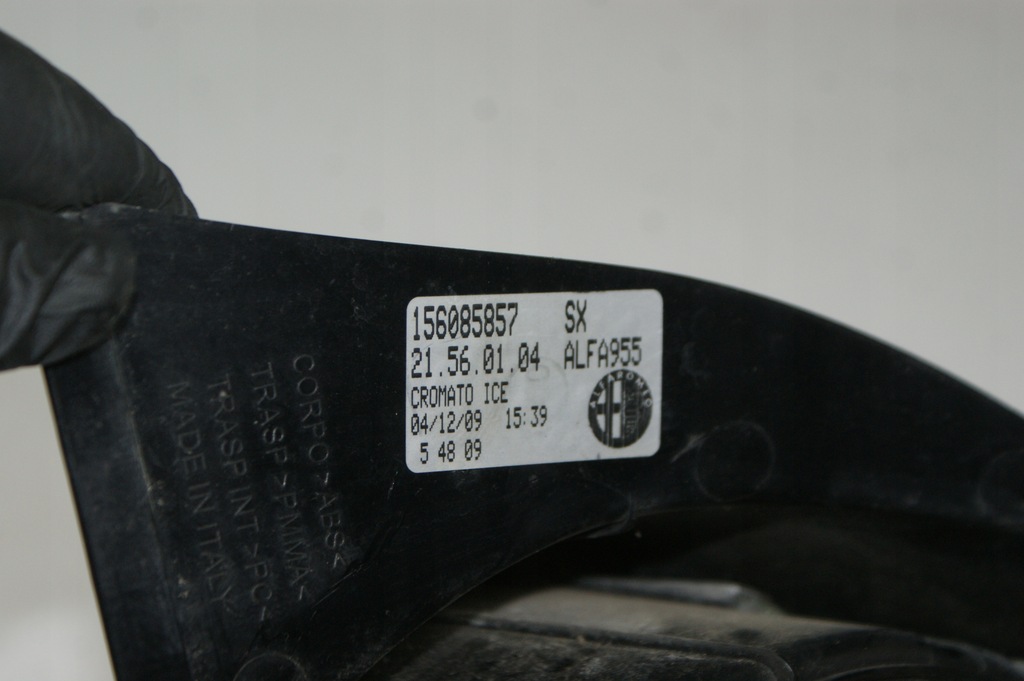 156085857 SX
21.56.01.04 ALFA955
CROMATO ICE
04/12/09 15:39
5 48 09
CORPO >ABS<
TRASP >PMMA<
TRASP INT >PC<
MADE IN ITALY